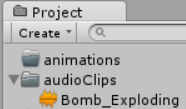 Project
Create
animations
audioClips
Bomb_Exploding